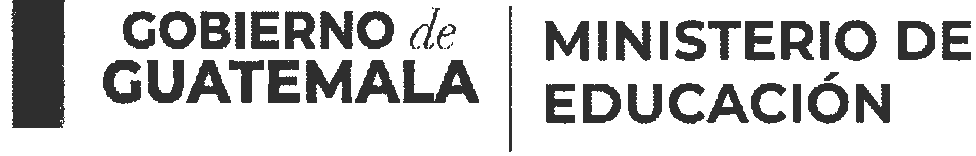 GOBIERNO de
GUATEMALA
MINISTERIO DE
EDUCACIÓN